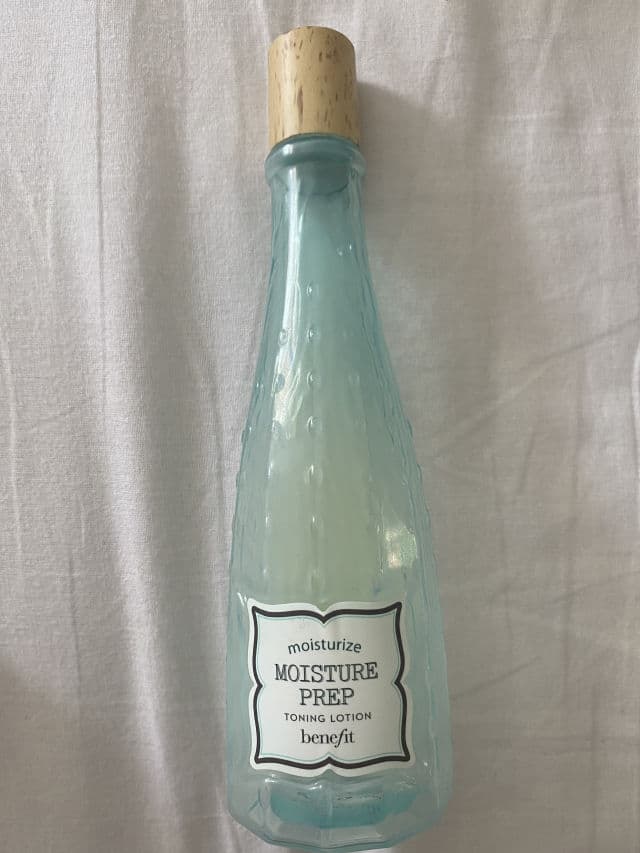 moisturize
MOISTURE
PREP
TONING LOTION
benefit